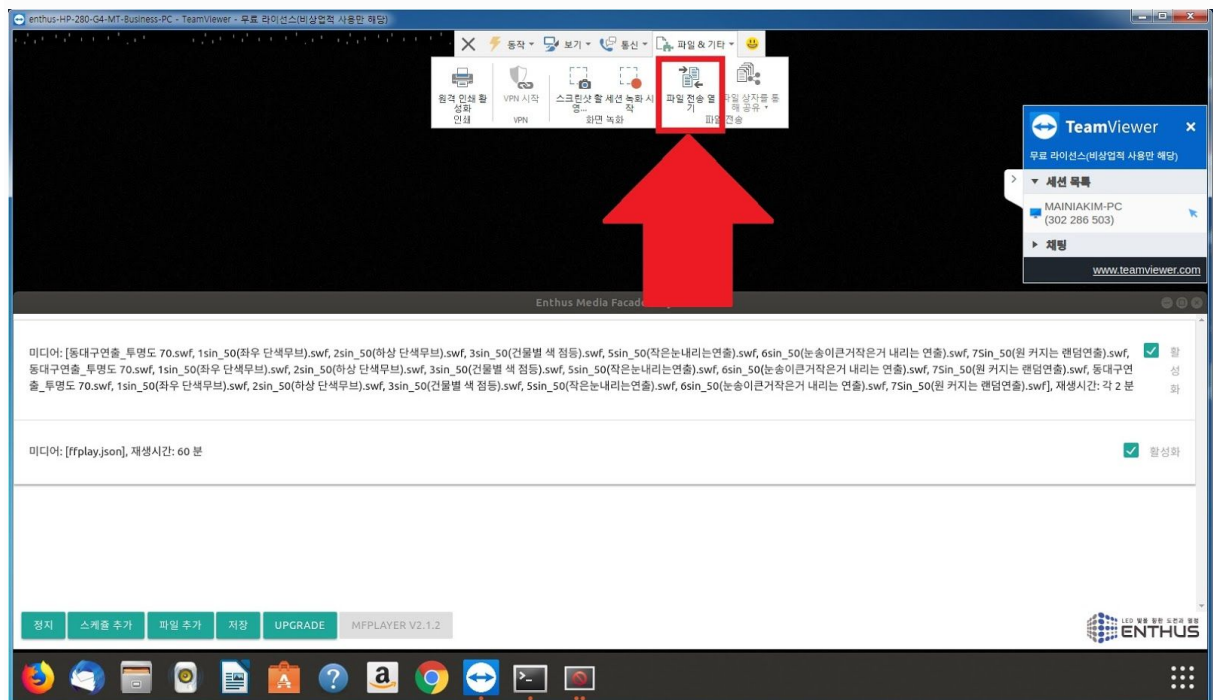 enthus-HP-280-G4-MT-Business-PC - TeamViewer - 무료 라이선스(비상업적 사용만 해당)
동작 보기 통신 파일 & 기타
원격 인쇄 활성화
VPN 시작
스크린샷 촬영...
세션 녹화 시작
파일 전송 열기
파일 상자를 통해 공유
인쇄
VPN
화면 녹화
파일 전송
TeamViewer
무료 라이선스(비상업적 사용만 해당)
세션 목록
MAINIAKIM-PC
(302 286 503)
채팅
www.teamviewer.com
Enthus Media Facade
미디어: [동대구연출_투명도 70.swf, 1sin_50(좌우 단색무브).swf, 2sin_50(하상 단색무브).swf, 3sin_50(건물별 색 점등).swf, 5sin_50(작은눈내리는연출).swf, 6sin_50(눈송이큰거작은거 내리는 연출).swf, 7Sin_50(원 커지는 랜덤연출).swf,
동대구연출_투명도 70.swf, 1sin_50(좌우 단색무브).swf, 2sin_50(하상 단색무브).swf, 3sin_50(건물별 색 점등).swf, 5sin_50(작은눈내리는연출).swf, 6sin_50(눈송이큰거작은거 내리는 연출).swf, 7Sin_50(원 커지는 랜덤연출).swf, 동대구연
출_투명도 70.swf, 1sin_50(좌우 단색무브).swf, 2sin_50(하상 단색무브).swf, 3sin_50(건물별 색 점등).swf, 5sin_50(작은눈내리는연출).swf, 6sin_50(눈송이큰거작은거 내리는 연출).swf, 7Sin_50(원 커지는 랜덤연출).swf], 재생시간: 각 2 분
활
성
화
미디어: [ffplay.json], 재생시간: 60 분
활성화
정지 스케쥴 추가 파일 추가 저장 UPGRADE MFPLAYER V2.1.2
LED 빛을 향한 도전과 열정
ENTHUS